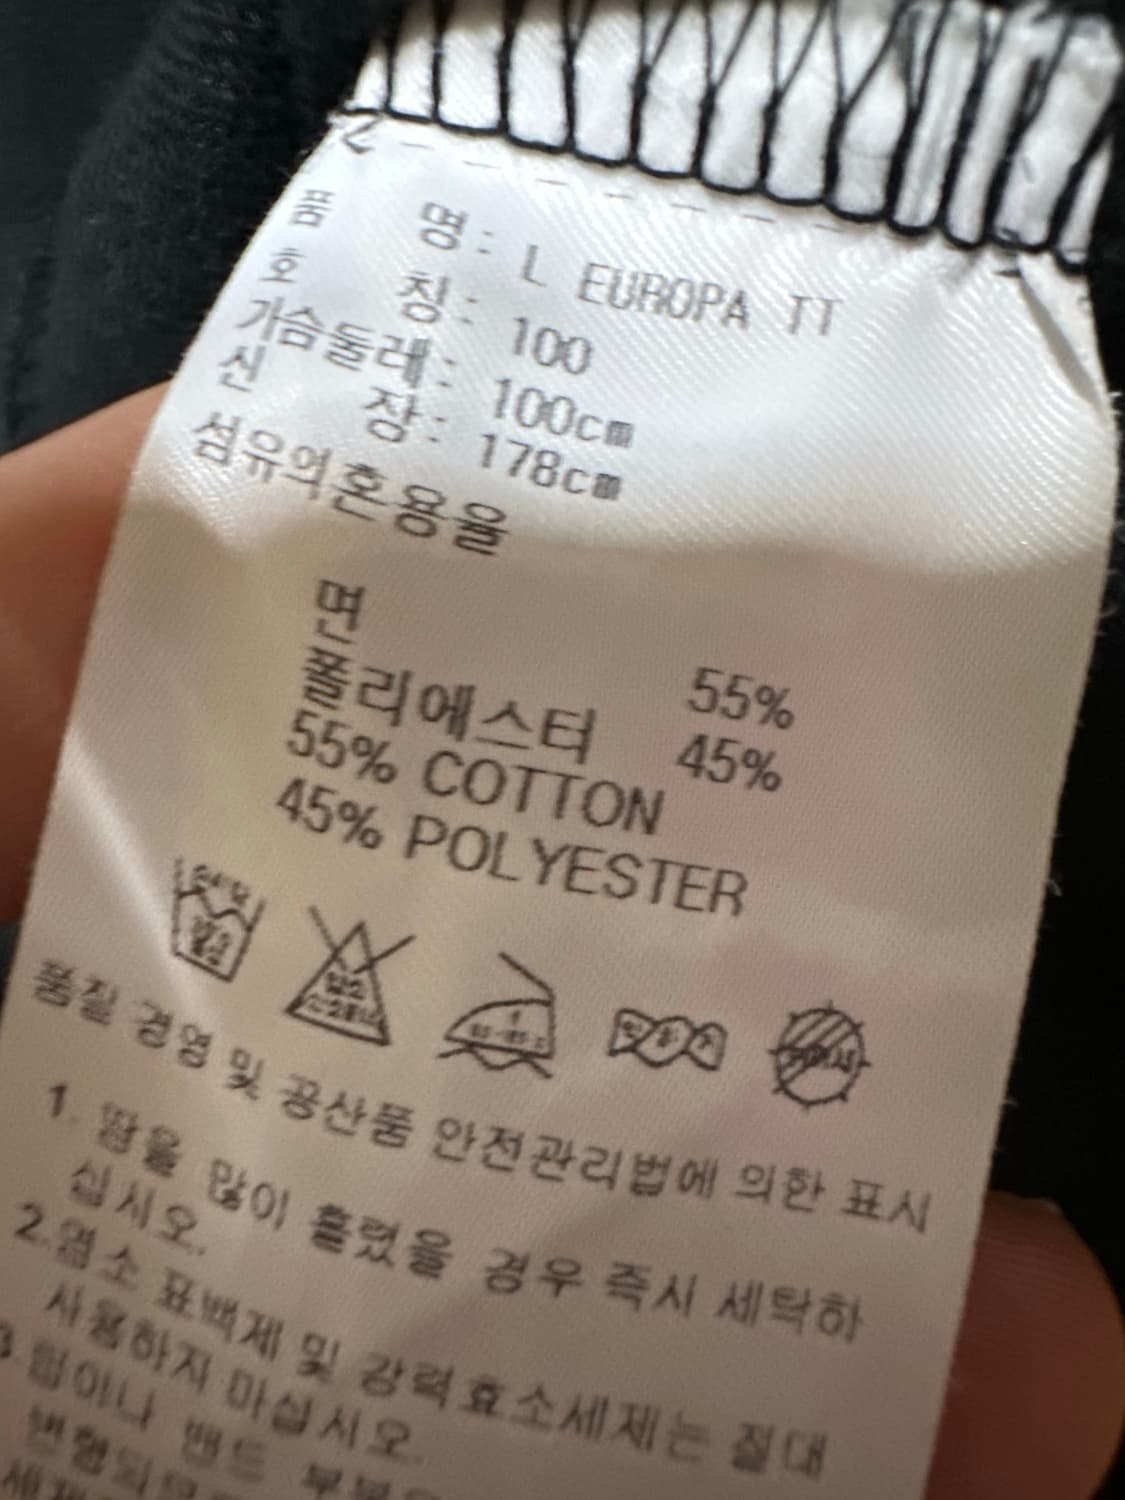 품 명 : L EUROPA TT
호 칭 : 100
가슴둘레 : 100cm
신 장 : 178cm
섬유의혼용율
면 55%
폴리에스터 45%
55% COTTON
45% POLYESTER
품질 경영 및 공산품 안전관리법에 의한 표시
1. 땀을 많이 흘렸을 경우 즉시 세탁하
십시오.
2.염소 표백제 및 강력효소세제는 절대
사용하지 마십시오.
3.